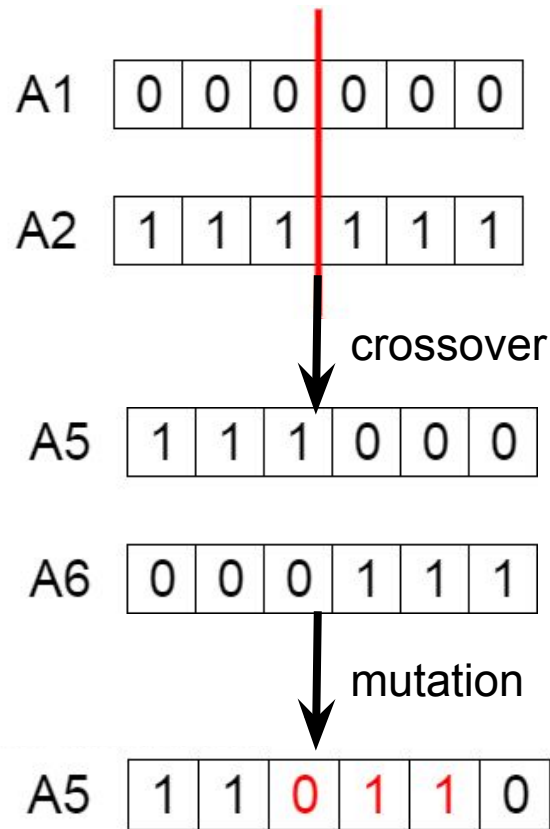 A1 0 0 0 0 0 0
A2 1 1 1 1 1 1
crossover
A5 1 1 1 0 0 0
A6 0 0 0 1 1 1
mutation
A5 1 1 0 1 1 0